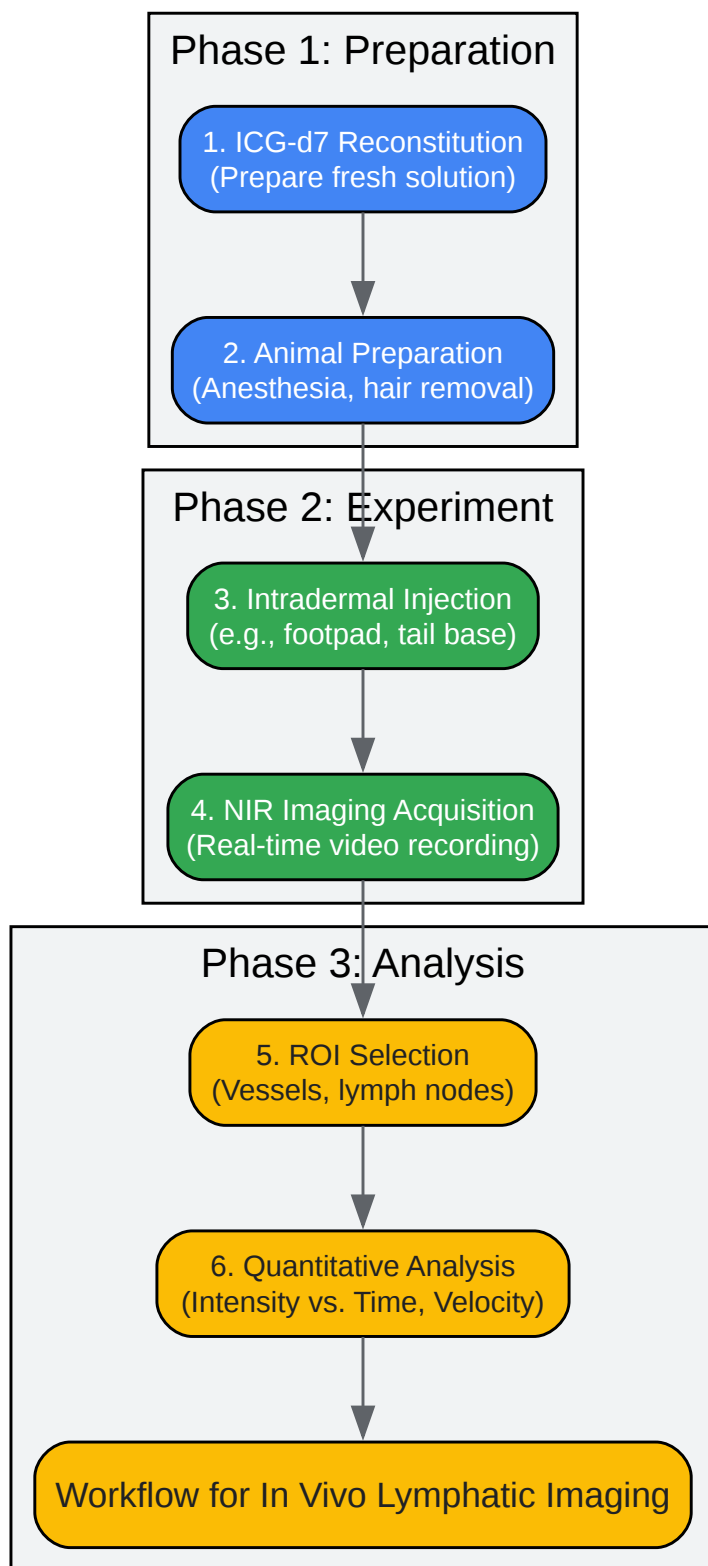 Phase 1: Preparation
1. ICG-d7 Reconstitution
(Prepare fresh solution)
2. Animal Preparation
(Anesthesia, hair removal)
Phase 2: Experiment
3. Intradermal Injection
(e.g., footpad, tail base)
4. NIR Imaging Acquisition
(Real-time video recording)
Phase 3: Analysis
5. ROI Selection
(Vessels, lymph nodes)
6. Quantitative Analysis
(Intensity vs. Time, Velocity)
Workflow for In Vivo Lymphatic Imaging